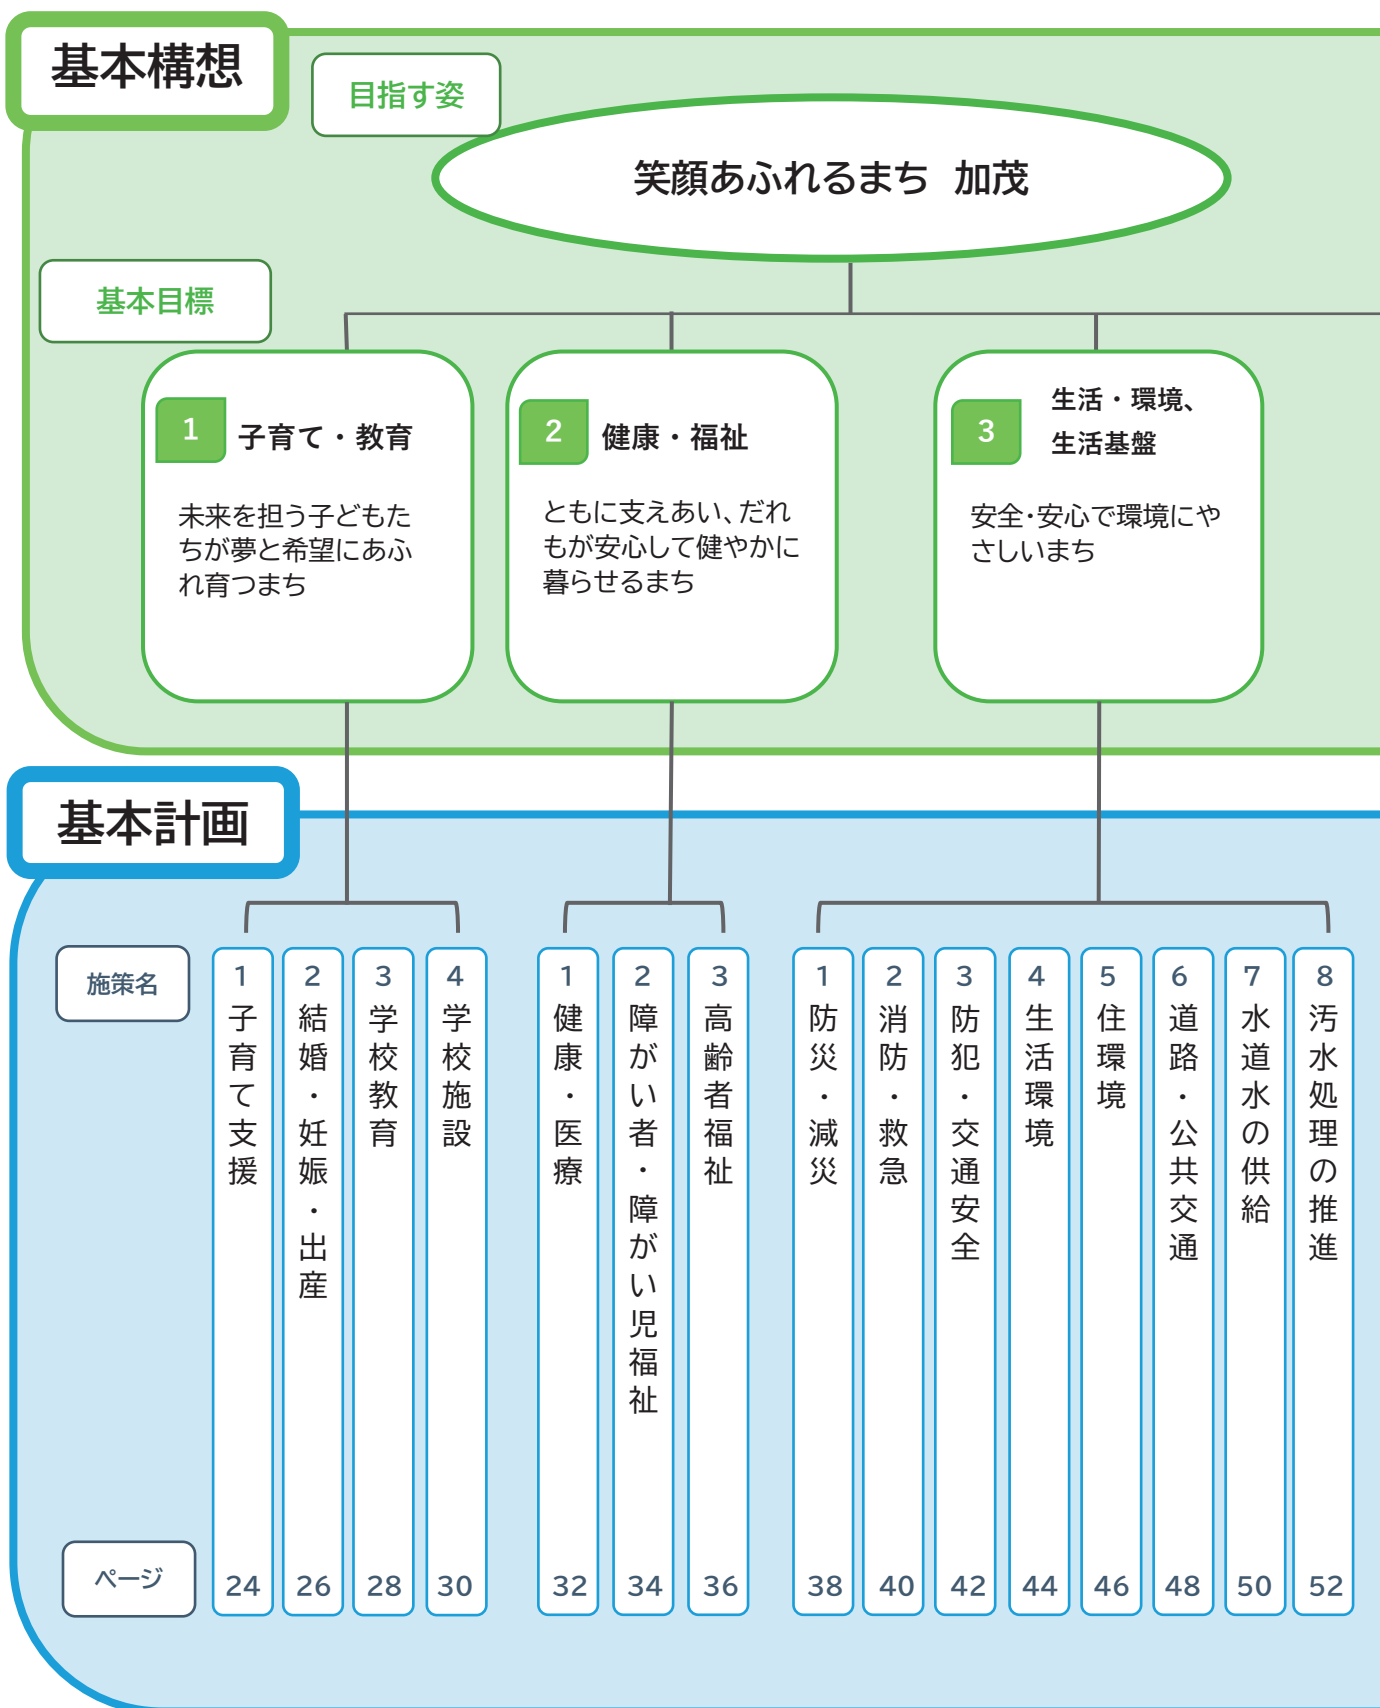 基本構想
目指す姿
笑顔あふれるまち 加茂
基本目標
1
子育て・教育
未来を担う子どもた
ちが夢と希望にあふ
れ育つまち
2
健康・福祉
ともに支えあい、だれ
もが安心して健やかに
暮らせるまち
3
生活・環境、
生活基盤
安全・安心で環境にや
さしいまち
基本計画
施策名
1
子育て支援
2
結婚・妊娠・出産
3
学校教育
4
学校施設
1
健康・医療
2
障がい者・障がい児福祉
3
高齢者福祉
1
防災・減災
2
消防・救急
3
防犯・交通安全
4
生活環境
5
住環境
6
道路・公共交通
7
水道水の供給
8
汚水処理の推進
ページ
24
26
28
30
32
34
36
38
40
42
44
46
48
50
52